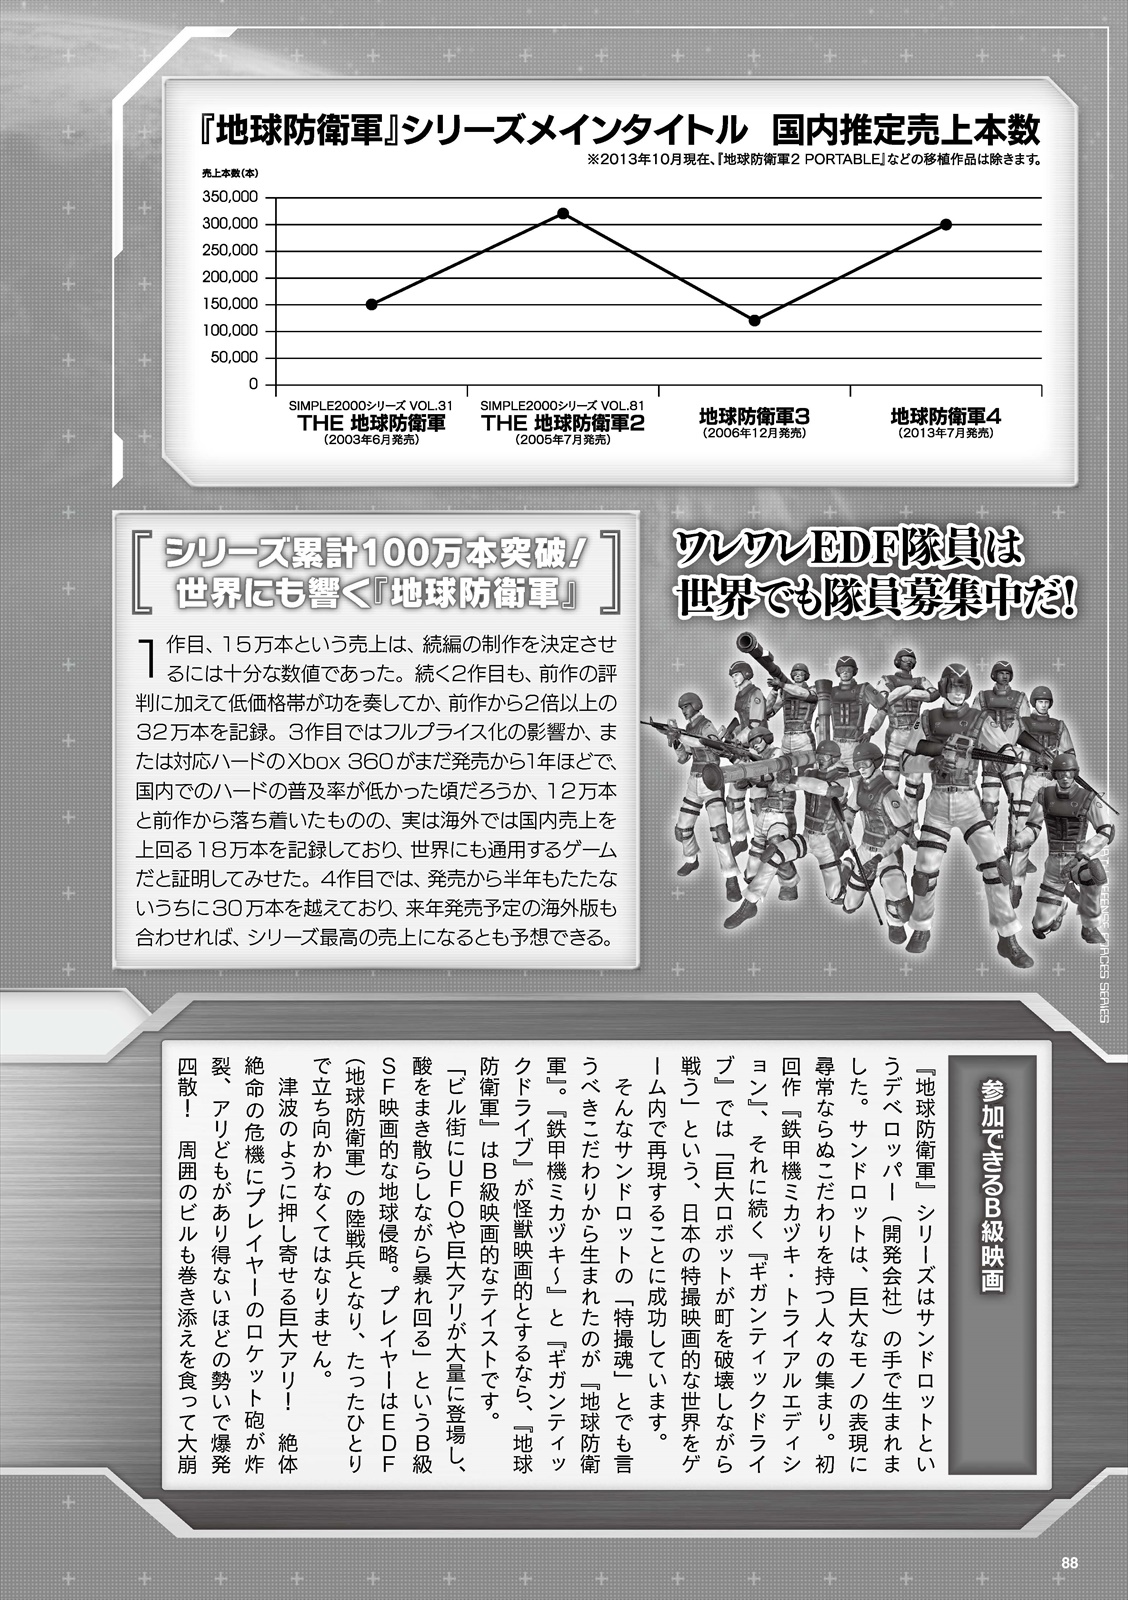 『地球防衛軍』シリーズメインタイトル 国内推定売上本数
※2013年10月現在、『地球防衛軍2 PORTABLE』などの移植作品は除きます。
売上本数(本)
350,000
300,000
250,000
200,000
150,000
100,000
50,000
0
SIMPLE2000シリーズ VOL.31
THE 地球防衛軍
(2003年6月発売)
SIMPLE2000シリーズ VOL.81
THE 地球防衛軍2
(2005年7月発売)
地球防衛軍3
(2006年12月発売)
地球防衛軍4
(2013年7月発売)
シリーズ累計100万本突破!
世界にも響く『地球防衛軍』
1作目、15万本という売上は、続編の制作を決定させ
るには十分な数値であった。続く2作目も、前作の評
判に加えて低価格帯が功を奏してか、前作から2倍以上の
32万本を記録。3作目ではフルプライス化の影響か、ま
たは対応ハードのXbox 360がまだ発売から1年ほどで、
国内でのハードの普及率が低かった頃だろうか、12万本
と前作から落ち着いたものの、実は海外では国内売上を
上回る18万本を記録しており、世界にも通用するゲーム
だと証明してみせた。4作目では、発売から半年もたたな
いうちに30万本を越えており、来年発売予定の海外版も
合わせれば、シリーズ最高の売上になるとも予想できる。
ワレワレEDF隊員は
世界でも隊員募集中だ!
FORCES SERIES
参加できるB級映画
『地球防衛軍』シリーズはサンドロットとい
うデベロッパー(開発会社)の手で生まれま
した。サンドロットは、巨大なモノの表現に
尋常ならぬこだわりを持つ人々の集まり。初
回作『鉄甲機ミカヅキ・トライアルエディシ
ョン』、それに続く『ギガンティックドライ
ブ』では「巨大ロボットが町を破壊しながら
戦う」という、日本の特撮映画的な世界をゲ
ーム内で再現することに成功しています。
そんなサンドロットの「特撮魂」とでも言
うべきこだわりから生まれたのが『地球防衛
軍』。『鉄甲機ミカヅキ〜』と『ギガンティッ
クドライブ』が怪獣映画的とするなら、『地球
防衛軍』はB級映画的なテイストです。
「ビル街にUFOや巨大アリが大量に登場し、
酸をまき散らしながら暴れ回る」というB級
SF映画的な地球侵略。プレイヤーはEDF
(地球防衛軍)の陸戦兵となり、たったひとり
で立ち向かわなくてはなりません。
津波のように押し寄せる巨大アリ! 絶体
絶命の危機にプレイヤーのロケット砲が炸
裂、アリどもがあり得ないほどの勢いで爆発
四散! 周囲のビルも巻き添えを食って大崩
88